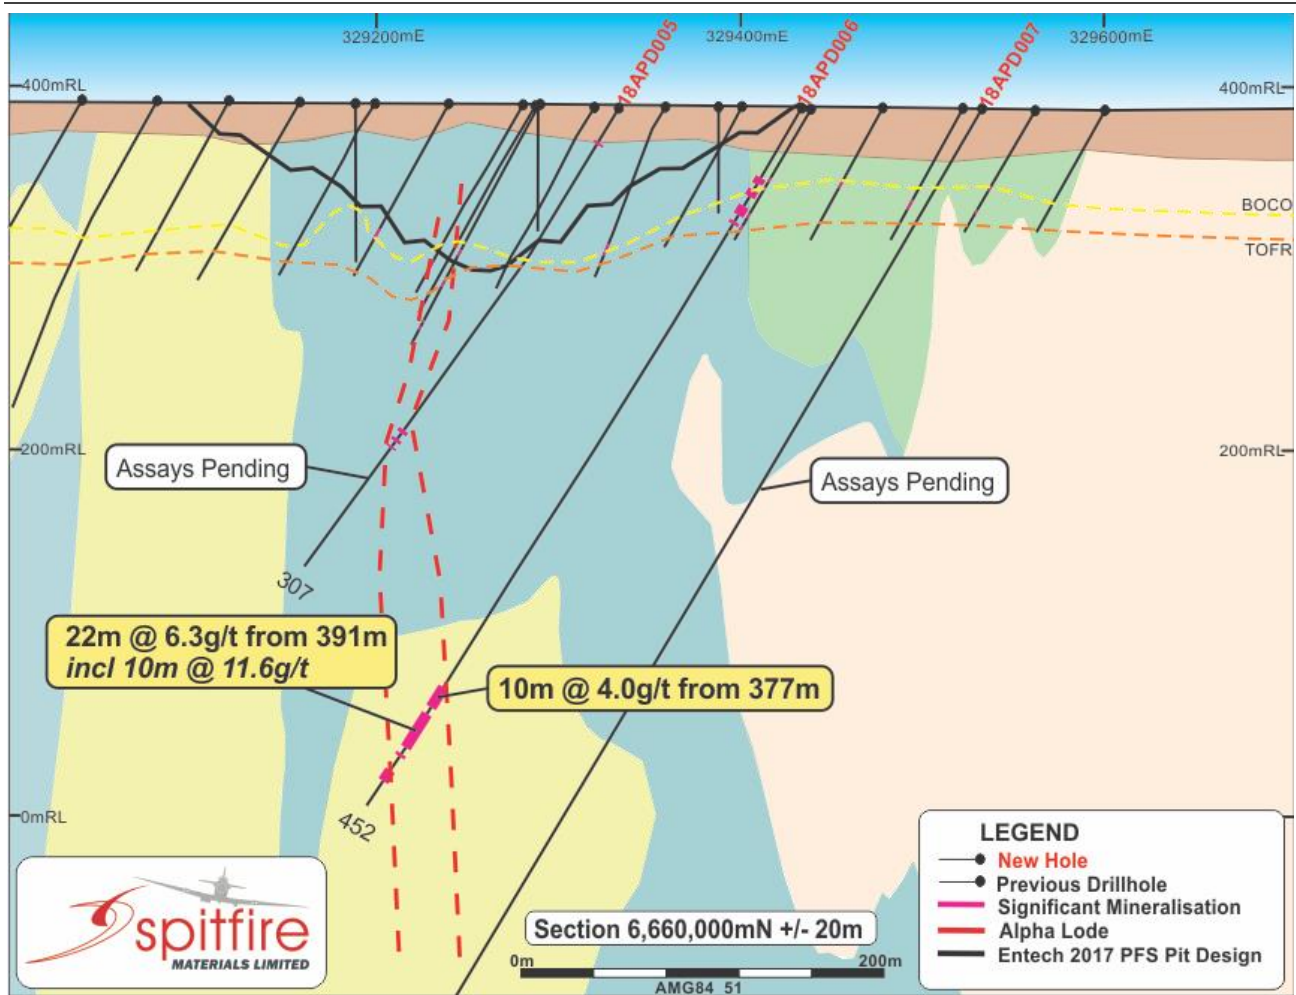 329200mE
18APD005
329400mE
18APD006
18APD007
329600mE
400mRL
400mRL
BOCO
TOFR
200mRL
200mRL
Assays Pending
Assays Pending
307
22m @ 6.3g/t from 391m
incl 10m @ 11.6g/t
10m @ 4.0g/t from 377m
452
0mRL
LEGEND
New Hole
Previous Drillhole
Significant Mineralisation
Alpha Lode
Entech 2017 PFS Pit Design
spitfire
MATERIALS LIMITED
Section 6,660,000mN +/- 20m
0m
200m
AMG84 51